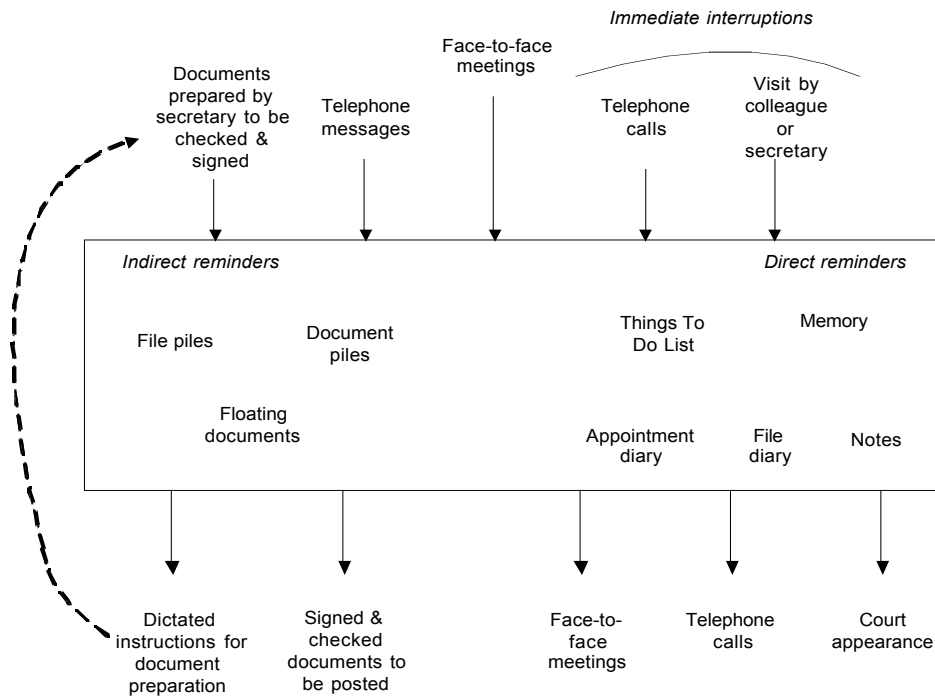 Immediate interruptions
Documents
prepared by
secretary to be
checked &
signed
Telephone
messages
Face-to-face
meetings
Telephone
calls
Visit by
colleague
or
secretary
Indirect reminders
Direct reminders
File piles
Document
piles
Things To
Do List
Memory
Floating
documents
Appointment
diary
File
diary
Notes
Dictated
instructions for
document
preparation
Signed &
checked
documents to
be posted
Face-to-
face
meetings
Telephone
calls
Court
appearance